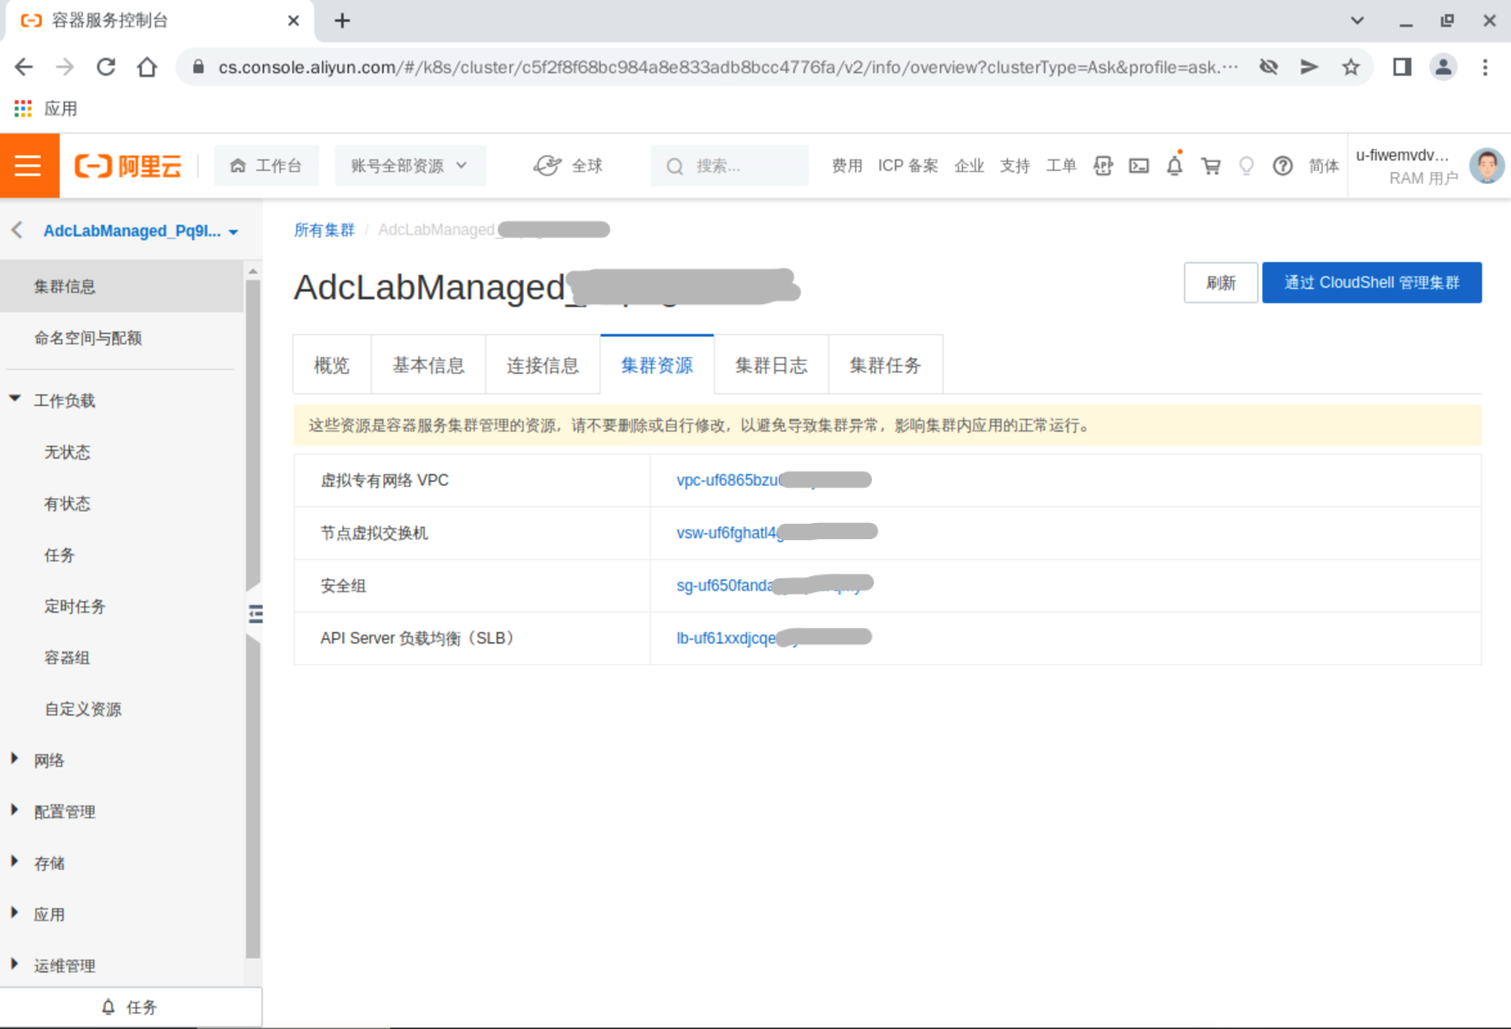 容器服务控制台
cs.console.aliyun.com/#/k8s/cluster/c5f2f8f68bc984a8e833adb8bcc4776fa/v2/info/overview?clusterType=Ask&profile=ask.···
应用
阿里云
工作台
账号全部资源
全球
搜索...
费用 ICP 备案 企业 支持 工单
简体
u-fiwemvdv...
RAM 用户
AdcLabManaged_Pq9I...
集群信息
命名空间与配额
工作负载
无状态
有状态
任务
定时任务
容器组
自定义资源
网络
配置管理
存储
应用
运维管理
任务
所有集群 / AdcLabManaged_
AdcLabManaged_
刷新
通过 CloudShell 管理集群
概览 基本信息 连接信息 集群资源 集群日志 集群任务
这些资源是容器服务集群管理的资源，请不要删除或自行修改，以避免导致集群异常，影响集群内应用的正常运行。
虚拟专有网络 VPC vpc-uf6865bzu
节点虚拟交换机 vsw-uf6fghatl4
安全组 sg-uf650fanda
API Server 负载均衡（SLB） lb-uf61xxdjcqe